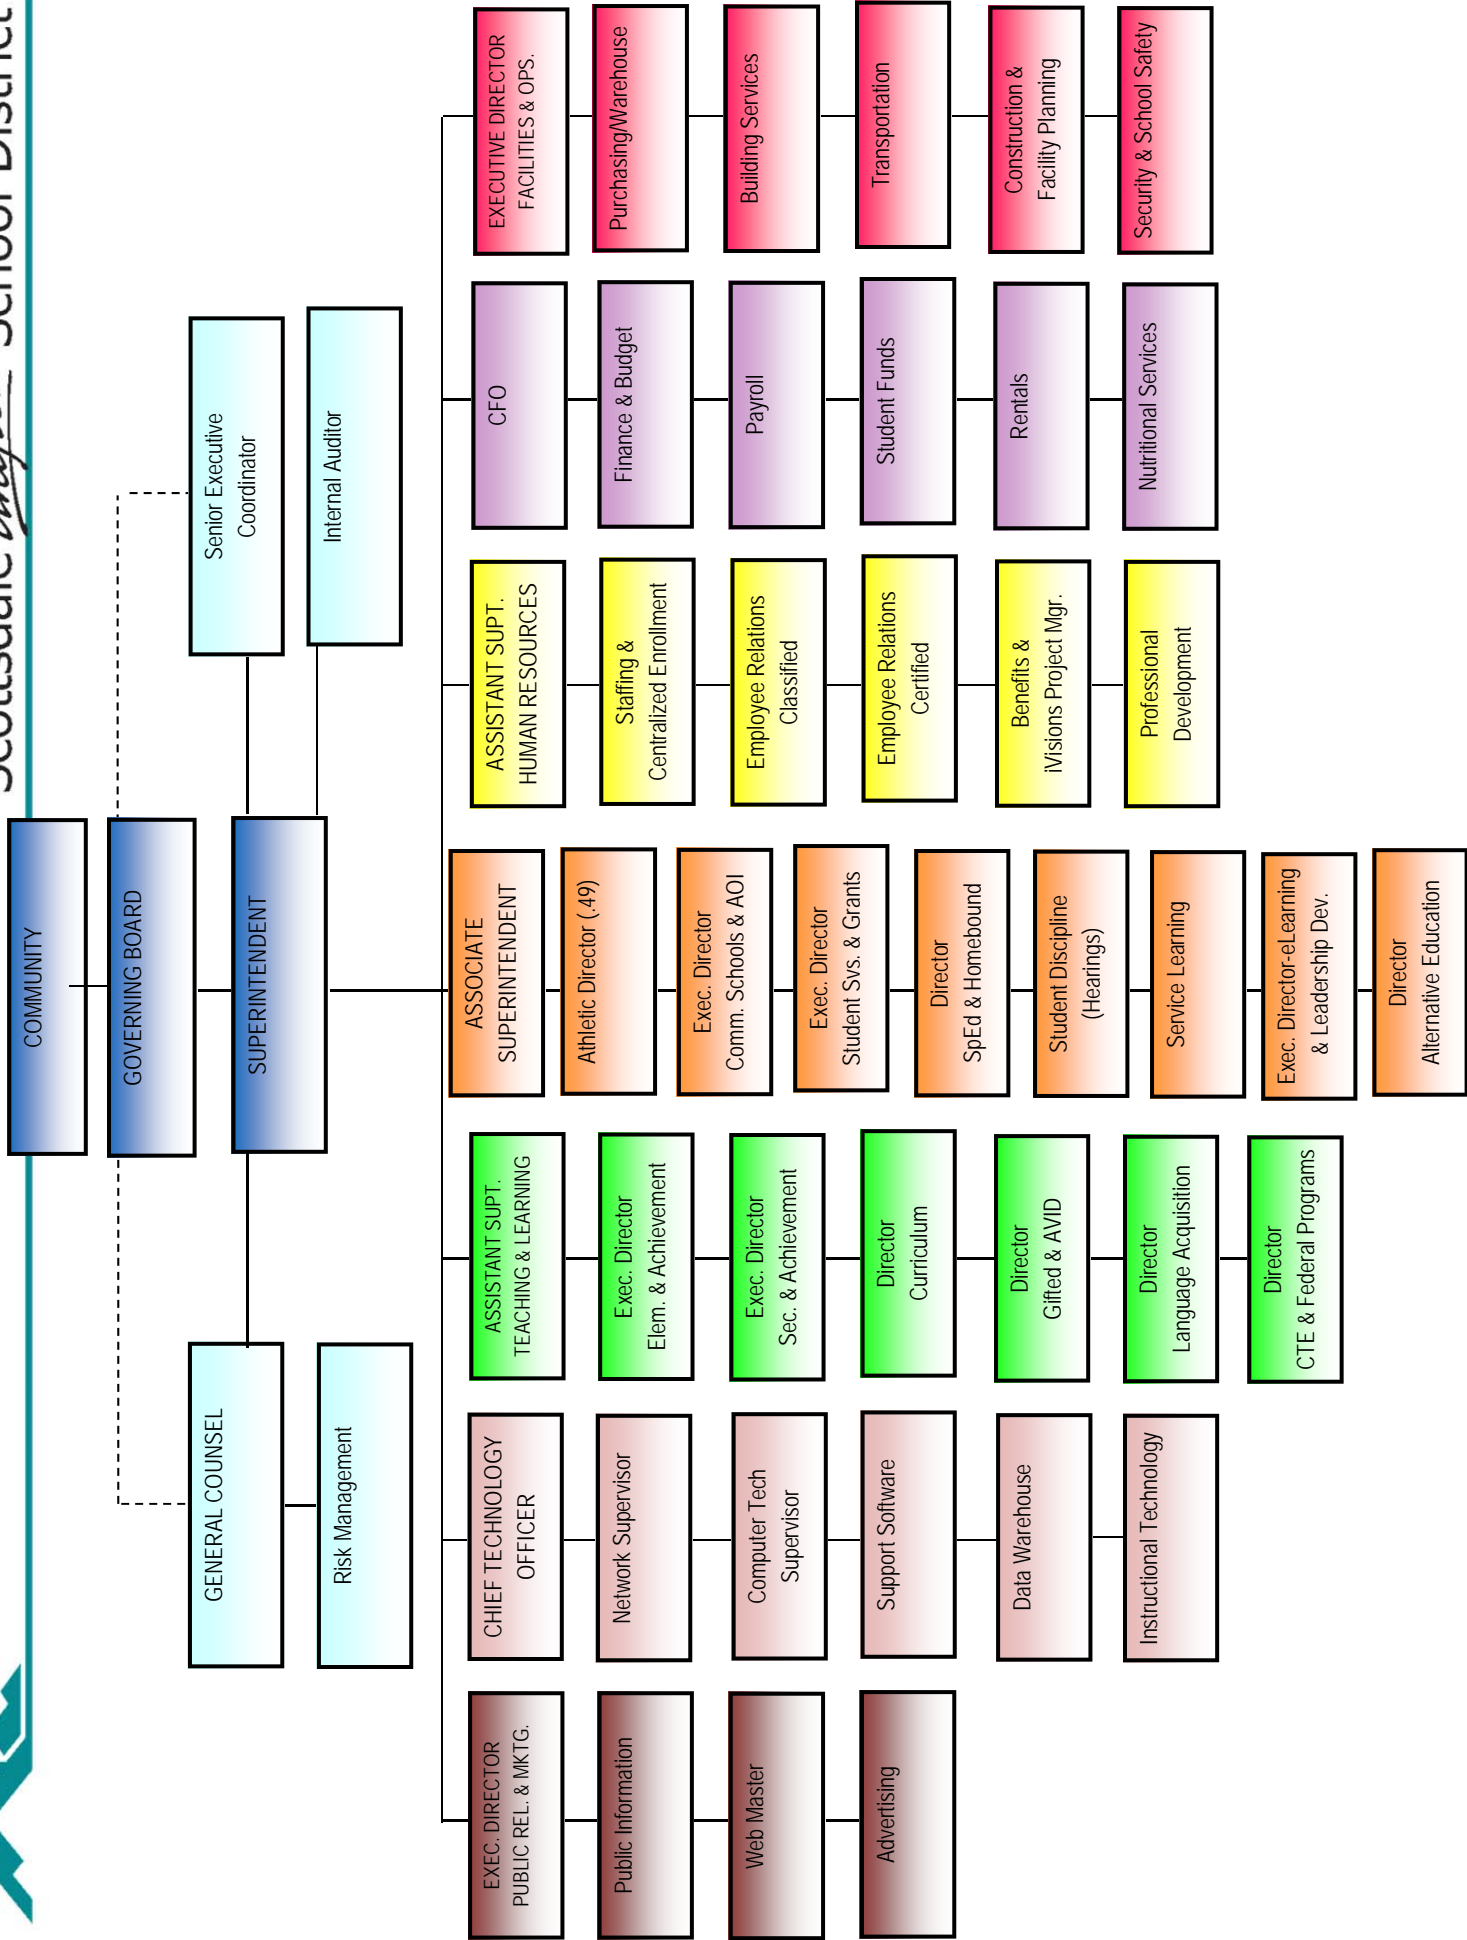 Scottsdale Unified School District
COMMUNITY
GOVERNING BOARD
SUPERINTENDENT
GENERAL COUNSEL
Risk Management
Senior Executive
Coordinator
Internal Auditor
EXEC. DIRECTOR
PUBLIC REL. & MKTG.
Public Information
Web Master
Advertising
CHIEF TECHNOLOGY
OFFICER
Network Supervisor
Computer Tech
Supervisor
Support Software
Data Warehouse
Instructional Technology
ASSISTANT SUPT.
TEACHING & LEARNING
Exec. Director
Elem. & Achievement
Exec. Director
Sec. & Achievement
Director
Curriculum
Director
Gifted & AVID
Director
Language Acquisition
Director
CTE & Federal Programs
ASSOCIATE
SUPERINTENDENT
Athletic Director (.49)
Exec. Director
Comm. Schools & AOI
Exec. Director
Student Svs. & Grants
Director
SpEd & Homebound
Student Discipline
(Hearings)
Service Learning
Exec. Director-eLearning
& Leadership Dev.
Director
Alternative Education
ASSISTANT SUPT.
HUMAN RESOURCES
Staffing &
Centralized Enrollment
Employee Relations
Classified
Employee Relations
Certified
Benefits &
iVisions Project Mgr.
Professional
Development
CFO
Finance & Budget
Payroll
Student Funds
Rentals
Nutritional Services
EXECUTIVE DIRECTOR
FACILITIES & OPS.
Purchasing/Warehouse
Building Services
Transportation
Construction &
Facility Planning
Security & School Safety